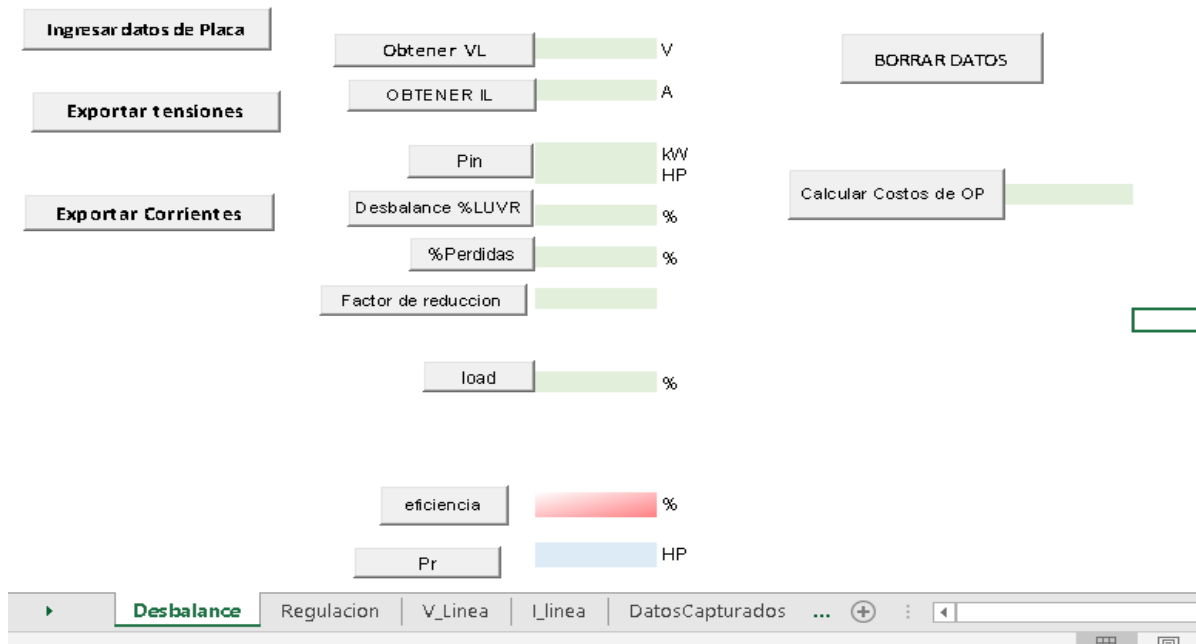 Ingresar datos de Placa
Obtener VL V
BORRAR DATOS
OBTENER IL A
Exportar tensiones
Pin kW
HP
Calcular Costos de OP
Exportar Corrientes
Desbalance %LUVR %
%Perdidas %
Factor de reduccion
load %
eficiencia %
Pr HP
Desbalance Regulacion V_Linea I_linea DatosCapturados ...